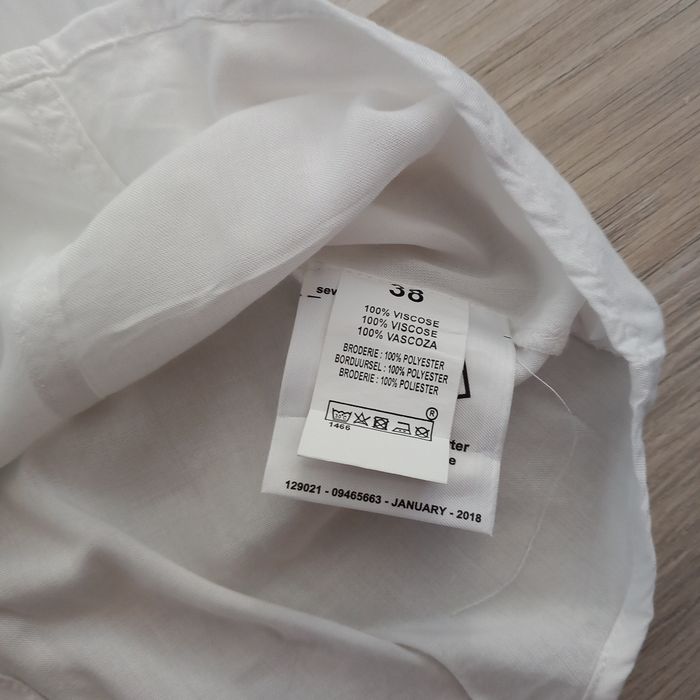 38
100% VISCOSE
100% VISCOSE
100% VASCOZA
BRODERIE : 100% POLYESTER
BORDUURSEL : 100% POLYESTER
BRODERIE : 100% POLIESTER
®
1466
129021 - 09465663 - JANUARY - 2018